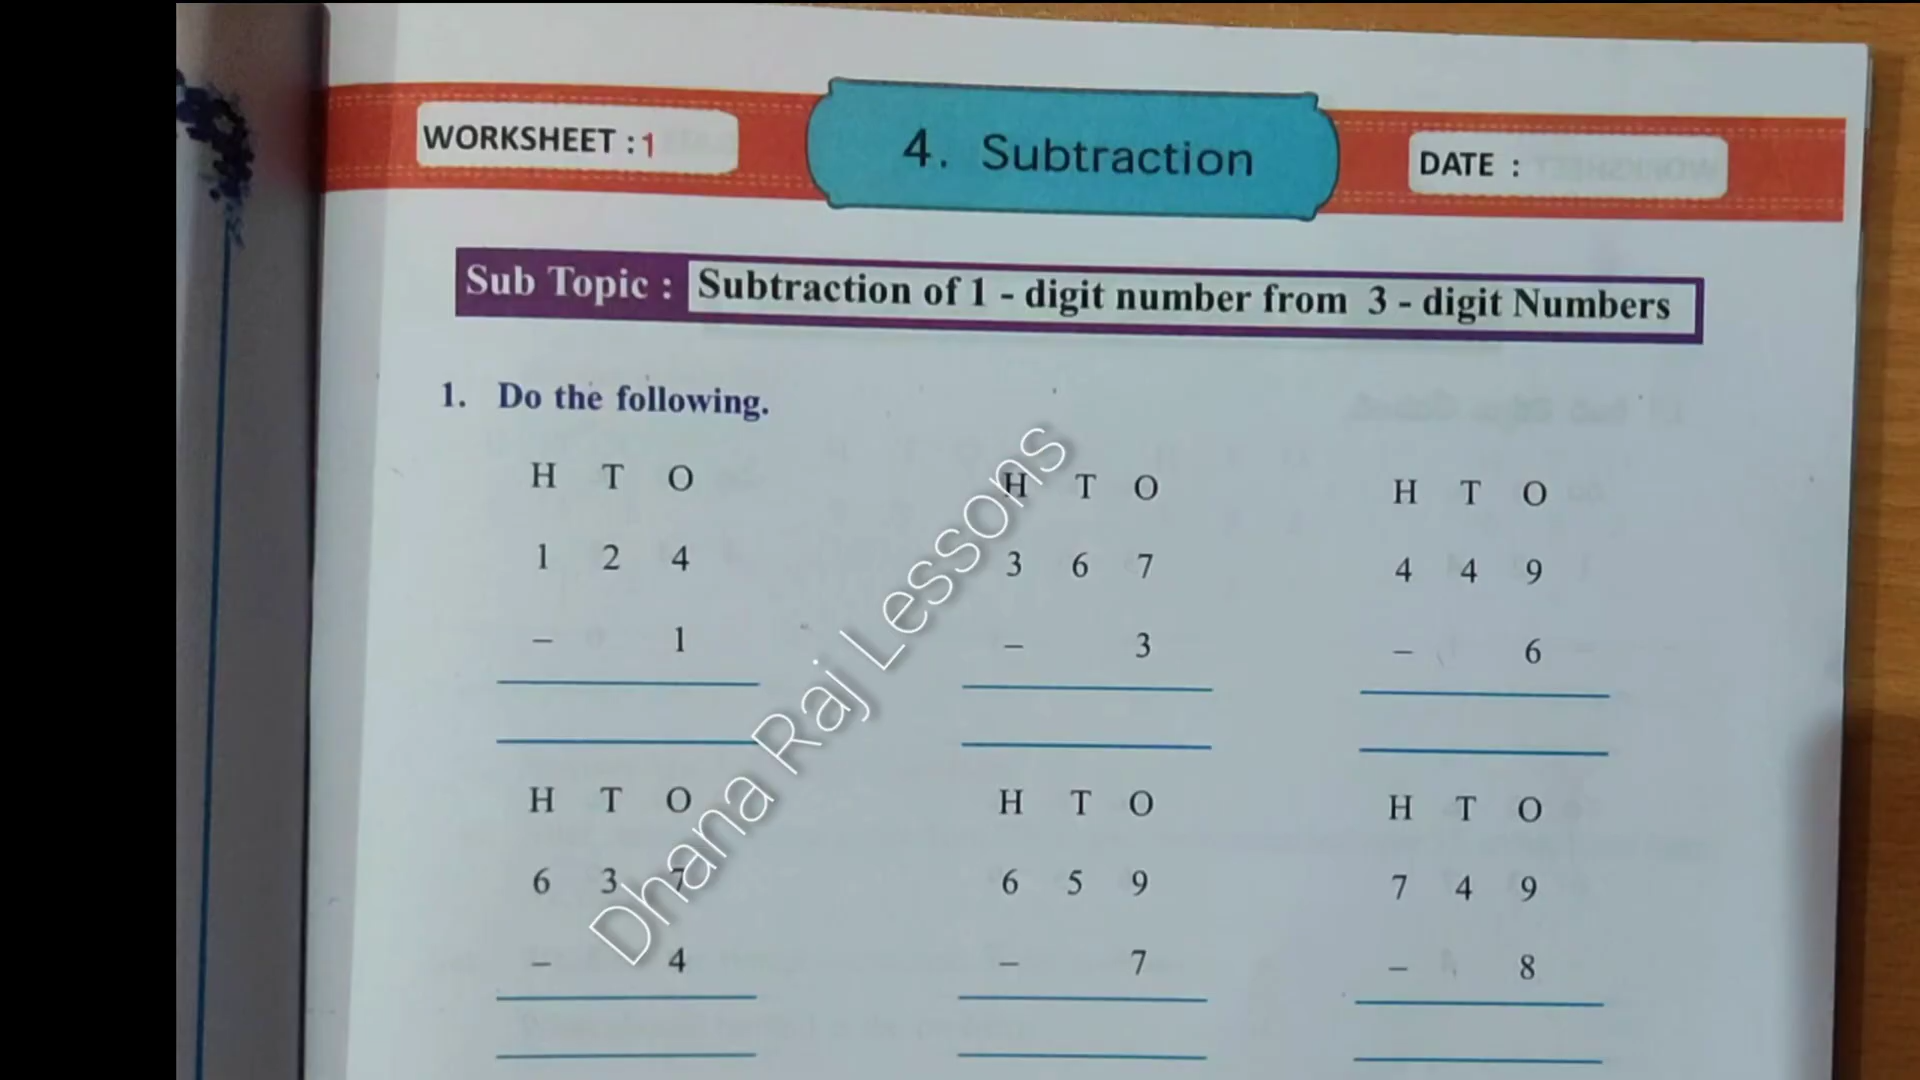 WORKSHEET : 1
4. Subtraction
DATE :
Sub Topic : Subtraction of 1 - digit number from 3 - digit Numbers
1. Do the following.
H T O H T O H T O
1 2 4 3 6 7 4 4 9
– 1 – 3 – 6
H T O H T O H T O
6 3 7 6 5 9 7 4 9
– 4 – 7 – 8
Dhana Raj Lessons